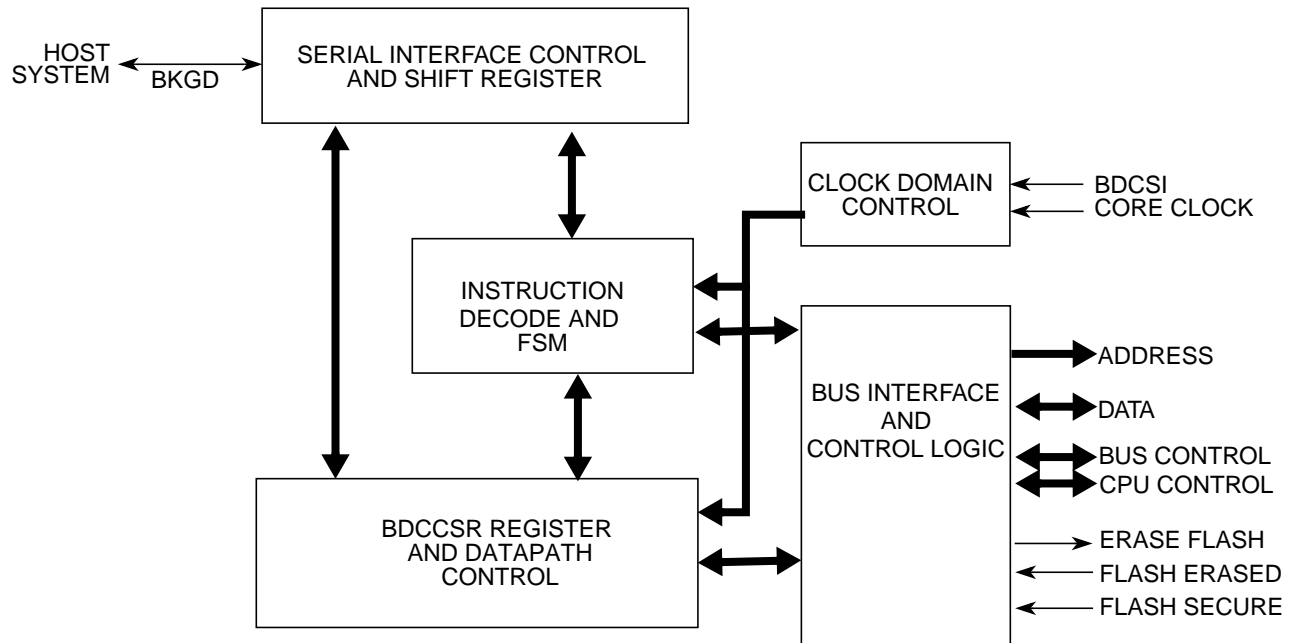 HOST
SYSTEM
BKGD
SERIAL INTERFACE CONTROL
AND SHIFT REGISTER
CLOCK DOMAIN
CONTROL
BDCSI
CORE CLOCK
INSTRUCTION
DECODE AND
FSM
BUS INTERFACE
AND
CONTROL LOGIC
ADDRESS
DATA
BUS CONTROL
CPU CONTROL
ERASE FLASH
FLASH ERASED
FLASH SECURE
BDCCSR REGISTER
AND DATAPATH
CONTROL